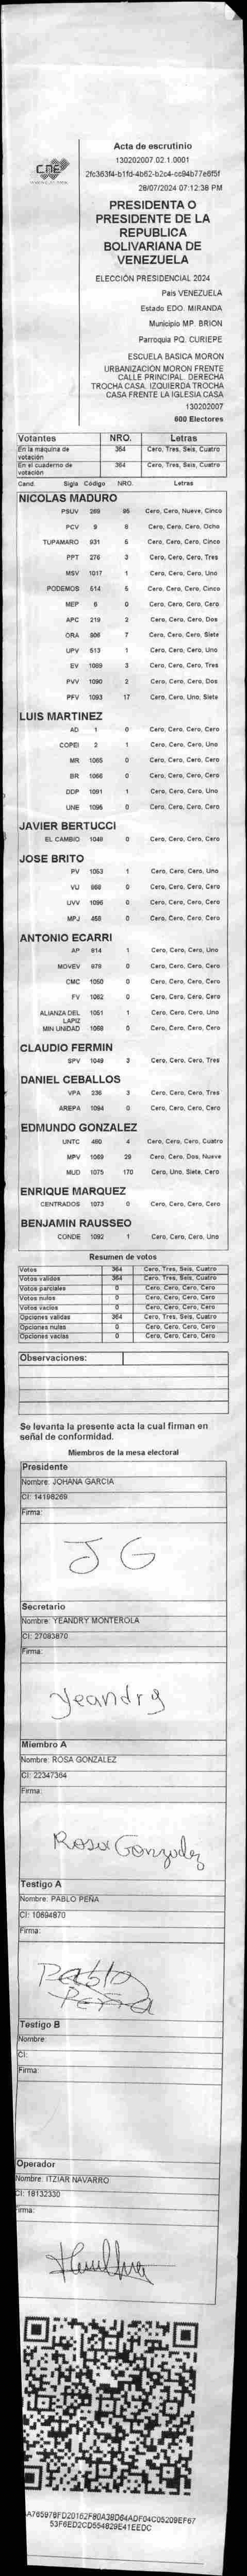 Acta de escrutinio
130202007.02.1.0001
28/07/2024 07:12:38 PM
CNE
PRESIDENTA O
PRESIDENTE DE LA
REPUBLICA
BOLIVARIANA DE
VENEZUELA
ELECCIÓN PRESIDENCIAL 2024
Pais VENEZUELA
Estado EDO. MIRANDA
Municipio MP. BRION
Parroquia PQ. CURIEPE
ESCUELA BASICA MORON
URBANIZACIÓN MORON FRENTE
CALLE PRINCIPAL. DERECHA
TROCHA CASA. IZQUIERDA TROCHA
CASA FRENTE LA IGLESIA CASA
130202007
600 Electores
Votantes NRO. Letras
En la máquina de votación 364 Cero, Tres, Seis, Cuatro
En el cuaderno de votación 364 Cero, Tres, Seis, Cuatro
Cand. Sigla Código NRO. Letras
NICOLAS MADURO
PSUV 269 95 Cero, Cero, Nueve, Cinco
PCV 9 8 Cero, Cero, Cero, Ocho
TUPAMARO 931 5 Cero, Cero, Cero, Cinco
PPT 276 3 Cero, Cero, Cero, Tres
MSV 1017 1 Cero, Cero, Cero, Uno
PODEMOS 514 5 Cero, Cero, Cero, Cinco
MEP 6 0 Cero, Cero, Cero, Cero
APC 219 2 Cero, Cero, Cero, Dos
ORA 906 7 Cero, Cero, Cero, Siete
UPV 513 1 Cero, Cero, Cero, Uno
EV 1089 3 Cero, Cero, Cero, Tres
PVV 1090 2 Cero, Cero, Cero, Dos
PFV 1093 17 Cero, Cero, Uno, Siete
LUIS MARTINEZ
AD 1 0 Cero, Cero, Cero, Cero
COPEI 2 1 Cero, Cero, Cero, Uno
MR 1065 0 Cero, Cero, Cero, Cero
BR 1066 0 Cero, Cero, Cero, Cero
DDP 1091 1 Cero, Cero, Cero, Uno
UNE 1095 0 Cero, Cero, Cero, Cero
JAVIER BERTUCCI
EL CAMBIO 1048 0 Cero, Cero, Cero, Cero
JOSE BRITO
PV 1053 1 Cero, Cero, Cero, Uno
VU 868 0 Cero, Cero, Cero, Cero
UVV 1096 0 Cero, Cero, Cero, Cero
MPJ 458 0 Cero, Cero, Cero, Cero
ANTONIO ECARRI
AP 914 1 Cero, Cero, Cero, Uno
MOVEV 978 0 Cero, Cero, Cero, Cero
CMC 1050 0 Cero, Cero, Cero, Cero
FV 1062 0 Cero, Cero, Cero, Cero
ALIANZA DEL LAPIZ 1051 1 Cero, Cero, Cero, Uno
MIN UNIDAD 1068 0 Cero, Cero, Cero, Cero
CLAUDIO FERMIN
SPV 1049 3 Cero, Cero, Cero, Tres
DANIEL CEBALLOS
VPA 236 3 Cero, Cero, Cero, Tres
AREPA 1094 0 Cero, Cero, Cero, Cero
EDMUNDO GONZALEZ
UNTC 480 4 Cero, Cero, Cero, Cuatro
MPV 1069 29 Cero, Cero, Dos, Nueve
MUD 1075 170 Cero, Uno, Siete, Cero
ENRIQUE MARQUEZ
CENTRADOS 1073 0 Cero, Cero, Cero, Cero
BENJAMIN RAUSSEO
CONDE 1092 1 Cero, Cero, Cero, Uno
Resumen de votos
Votos 364 Cero, Tres, Seis, Cuatro
Votos validos 364 Cero, Tres, Seis, Cuatro
Votos parciales 0 Cero, Cero, Cero, Cero
Votos nulos 0 Cero, Cero, Cero, Cero
Votos vacios 0 Cero, Cero, Cero, Cero
Opciones validas 364 Cero, Tres, Seis, Cuatro
Opciones nulas 0 Cero, Cero, Cero, Cero
Opciones vacias 0 Cero, Cero, Cero, Cero
Observaciones:
Se levanta la presente acta la cual firman en
señal de conformidad.
Miembros de la mesa electoral
Presidente
Nombre: JOHANA GARCIA
CI: 14198269
Firma:
J G
Secretario
Nombre: YEANDRY MONTEROLA
CI: 27093870
Firma:
Yeandry
Miembro A
Nombre: ROSA GONZALEZ
CI: 22347364
Firma:
Rosa Gonzalez
Testigo A
Nombre: PABLO PEÑA
CI: 10694870
Firma:
Pablo
Peña
Testigo B
Nombre:
CI:
Firma:
Operador
Nombre: ITZIAR NAVARRO
CI: 18132330
Firma: